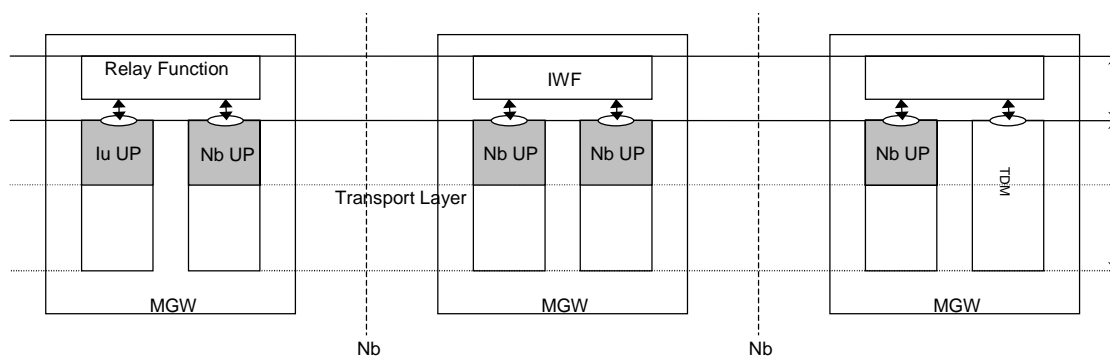 Relay Function
IWF
Iu UP
Nb UP
Nb UP
Nb UP
Nb UP
TDM
Transport Layer
MGW
MGW
MGW
Nb
Nb